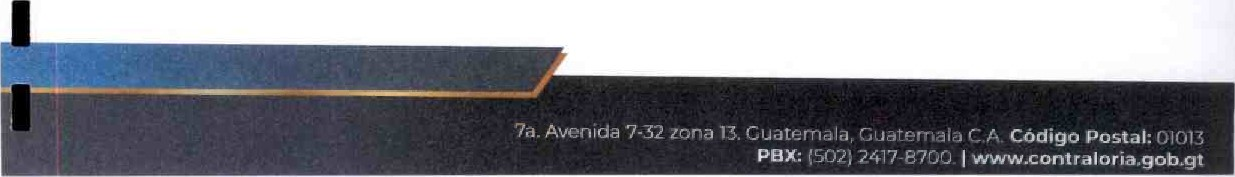 7a. Avenida 7-32 zona 13. Guatemala, Guatemala C.A. Código Postal: 01013
PBX: (502) 2417-8700. | www.contraloria.gob.gt